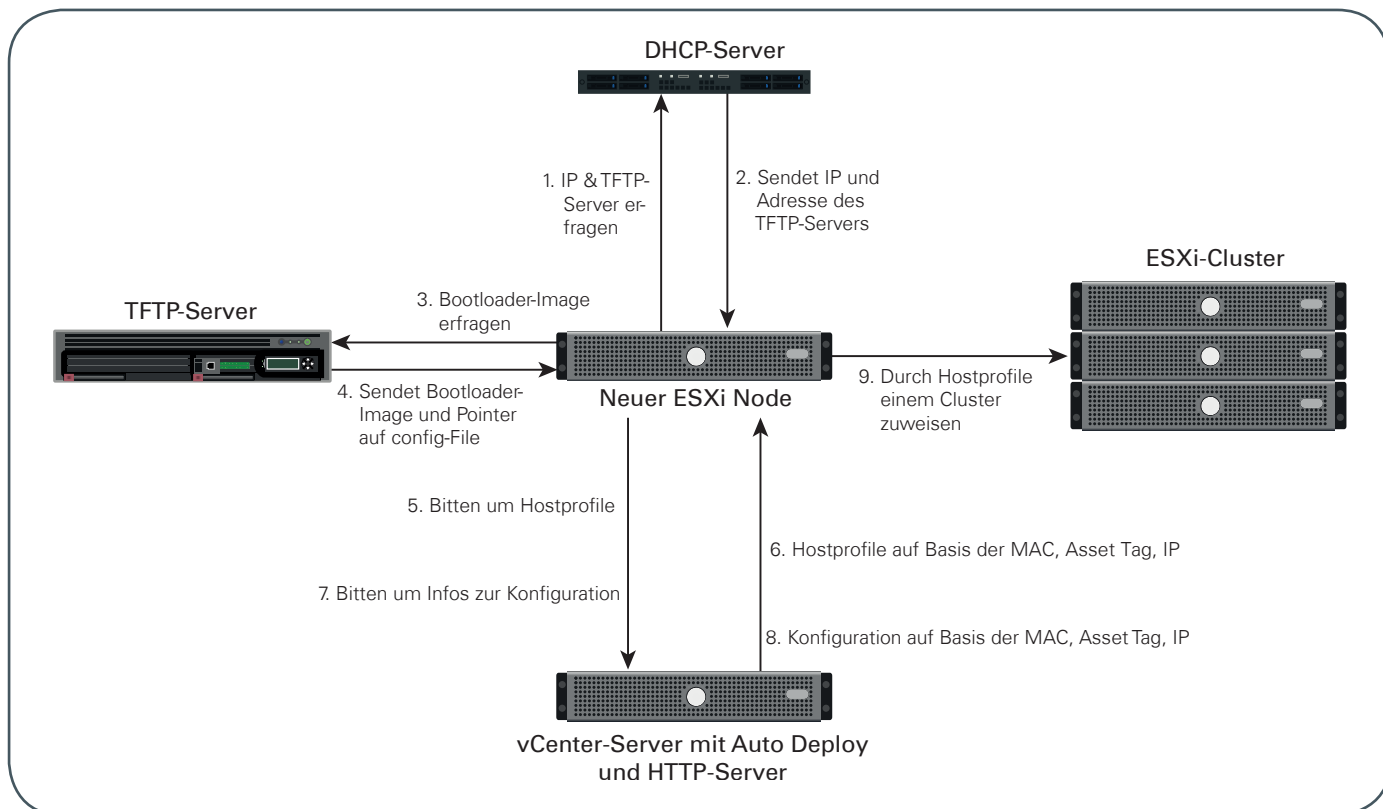 DHCP-Server
1. IP & TFTP-
Server er-
fragen
2. Sendet IP und
Adresse des
TFTP-Servers
ESXi-Cluster
TFTP-Server
3. Bootloader-Image
erfragen
4. Sendet Bootloader-
Image und Pointer
auf config-File
Neuer ESXi Node
9. Durch Hostprofile
einem Cluster
zuweisen
5. Bitten um Hostprofile
6. Hostprofile auf Basis der MAC, Asset Tag, IP
7. Bitten um Infos zur Konfiguration
8. Konfiguration auf Basis der MAC, Asset Tag, IP
vCenter-Server mit Auto Deploy
und HTTP-Server